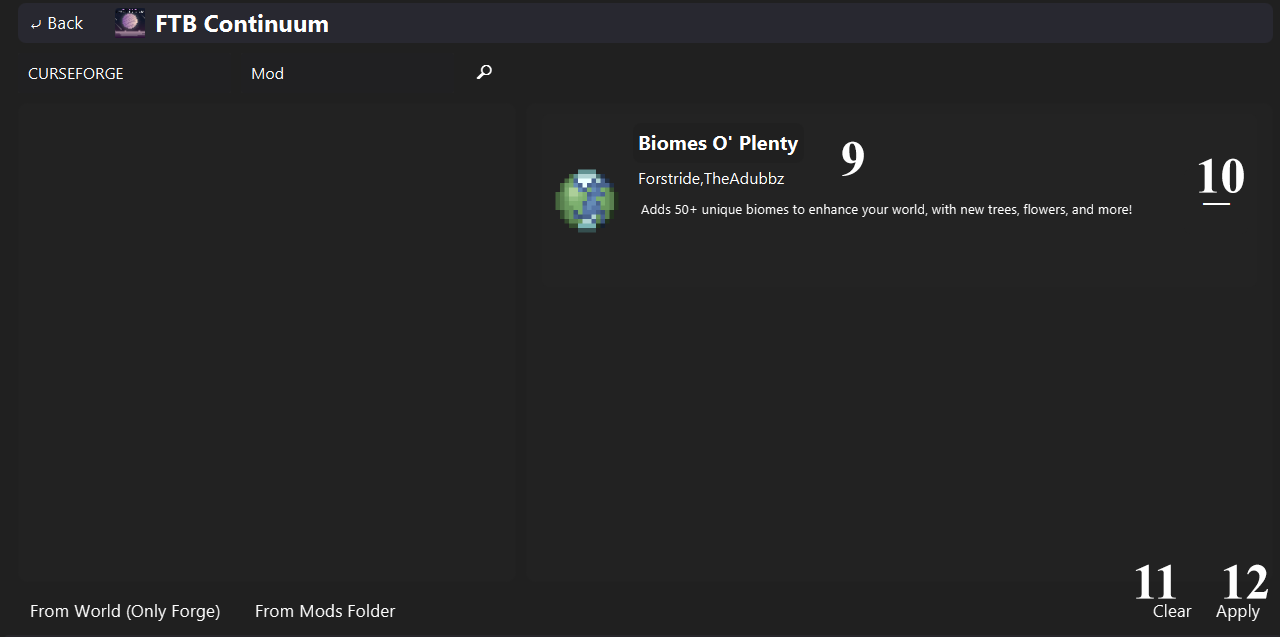 ⤶ Back FTB Continuum
CURSEFORGE Mod
Biomes O' Plenty 9
Forstride,TheAdubbz 10
Adds 50+ unique biomes to enhance your world, with new trees, flowers, and more!
11 12
From World (Only Forge) From Mods Folder Clear Apply